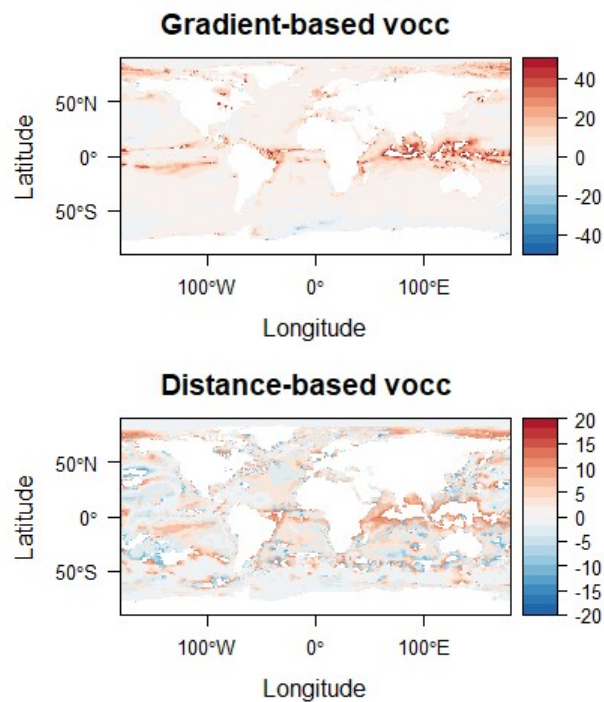 Gradient-based vocc
Latitude
50°N
0°
50°S
40
20
0
-20
-40
100°W 0° 100°E
Longitude
Distance-based vocc
Latitude
50°N
0°
50°S
20
15
10
5
0
-5
-10
-15
-20
100°W 0° 100°E
Longitude